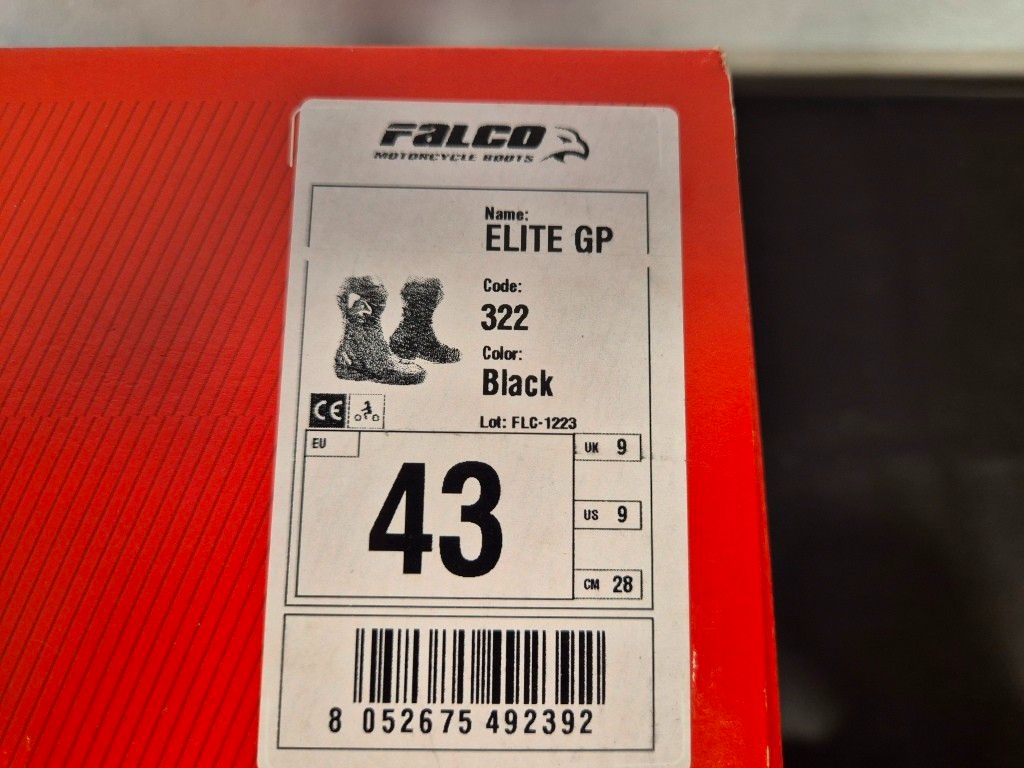 FALCO
MOTORCYCLE BOOTS
Name:
ELITE GP
Code:
322
Color:
Black
CE
Lot: FLC-1223
EU
43
UK 9
US 9
CM 28
8 052675 492392